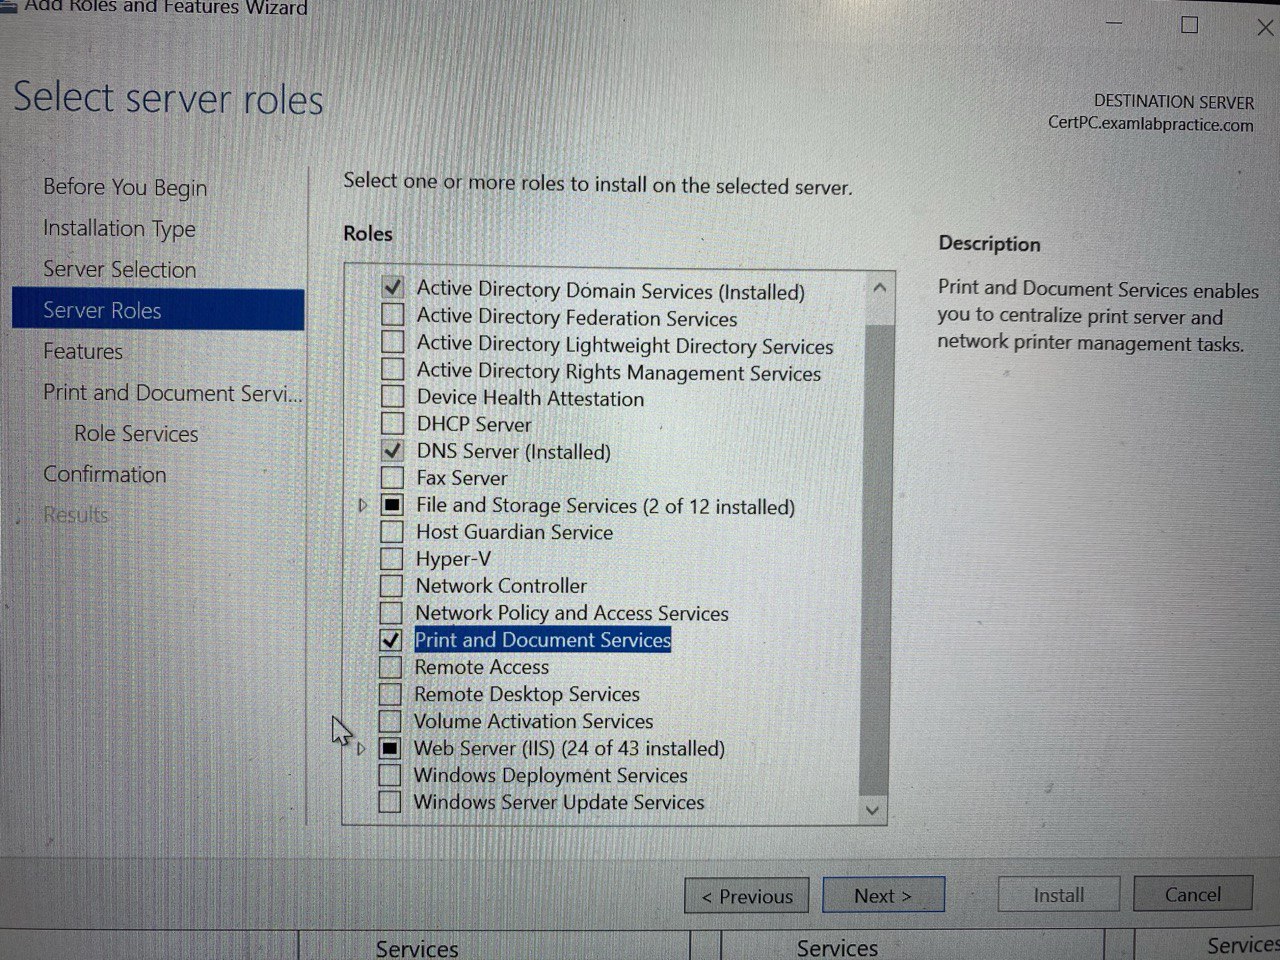 Add Roles and Features Wizard
Select server roles
DESTINATION SERVER
CertPC.examlabpractice.com
Before You Begin
Installation Type
Server Selection
Server Roles
Features
Print and Document Servi...
Role Services
Confirmation
Results
Select one or more roles to install on the selected server.
Roles
Active Directory Domain Services (Installed)
Active Directory Federation Services
Active Directory Lightweight Directory Services
Active Directory Rights Management Services
Device Health Attestation
DHCP Server
DNS Server (Installed)
Fax Server
File and Storage Services (2 of 12 installed)
Host Guardian Service
Hyper-V
Network Controller
Network Policy and Access Services
Print and Document Services
Remote Access
Remote Desktop Services
Volume Activation Services
Web Server (IIS) (24 of 43 installed)
Windows Deployment Services
Windows Server Update Services
Description
Print and Document Services enables
you to centralize print server and
network printer management tasks.
< Previous
Next >
Install
Cancel
Services
Services
Services